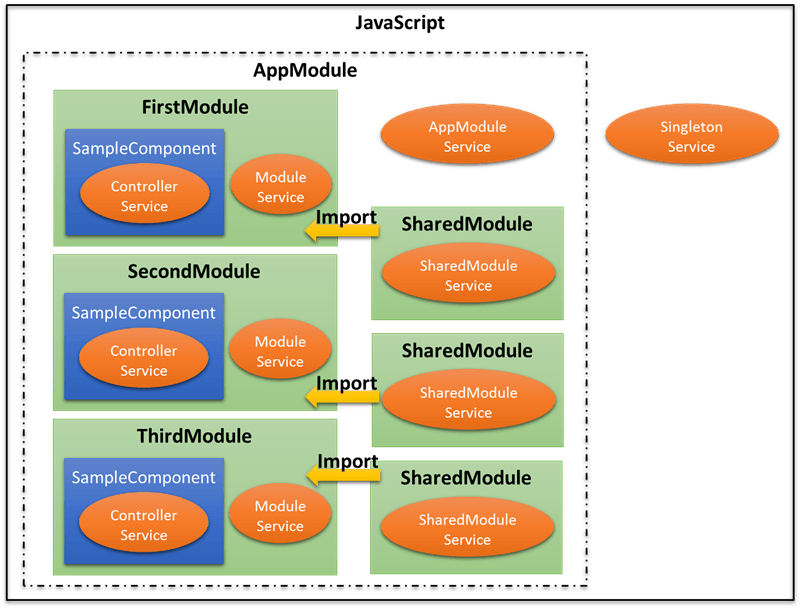 JavaScript
AppModule
FirstModule
SampleComponent
Controller
Service
Module
Service
AppModule
Service
Singleton
Service
Import
SharedModule
SharedModule
Service
SecondModule
SampleComponent
Controller
Service
Module
Service
Import
SharedModule
SharedModule
Service
ThirdModule
SampleComponent
Controller
Service
Module
Service
Import
SharedModule
SharedModule
Service